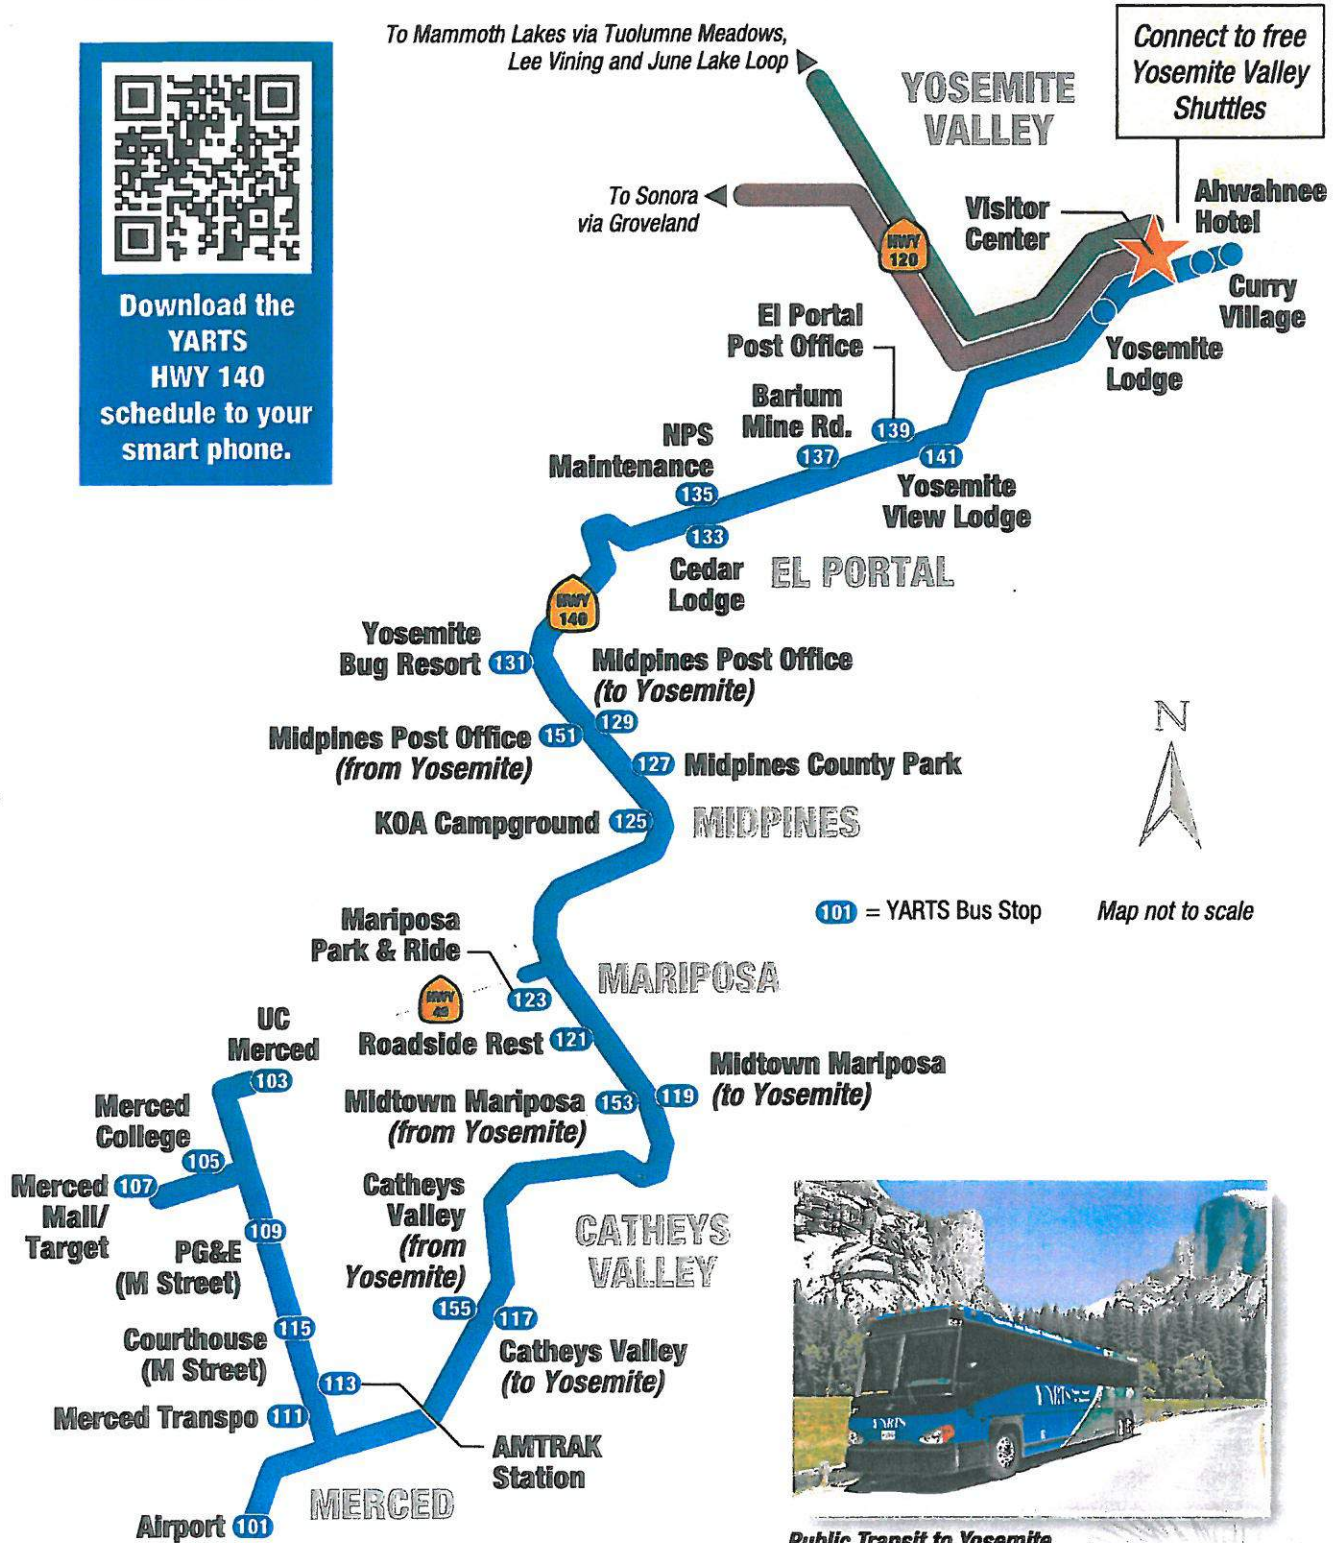 To Mammoth Lakes via Tuolumne Meadows,
Lee Vining and June Lake Loop
YOSEMITE
VALLEY
Connect to free
Yosemite Valley
Shuttles
Download the
YARTS
HWY 140
schedule to your
smart phone.
To Sonora
via Groveland
HWY
120
Visitor
Center
Ahwahnee
Hotel
Curry
Village
Yosemite
Lodge
El Portal
Post Office
139
Barium
Mine Rd.
137
141
Yosemite
View Lodge
NPS
Maintenance
135
133
Cedar
Lodge
EL PORTAL
HWY
140
Yosemite
Bug Resort 131
Midpines Post Office
(to Yosemite)
129
Midpines Post Office 151
(from Yosemite)
127 Midpines County Park
KOA Campground 125
MIDPINES
N
101 = YARTS Bus Stop
Map not to scale
Mariposa
Park & Ride
123
MARIPOSA
HWY
49
Roadside Rest 121
Midtown Mariposa 153
(from Yosemite)
119 Midtown Mariposa
(to Yosemite)
UC
Merced
103
Merced
College
105
Merced 107
Mall/
Target
109
PG&E
(M Street)
Catheys
Valley
(from
Yosemite)
155
CATHEYS
VALLEY
117
Catheys Valley
(to Yosemite)
115
Courthouse
(M Street)
113
Merced Transpo 111
AMTRAK
Station
MERCED
Airport 101
YARTS
YARTS
Public Transit to Yosemite